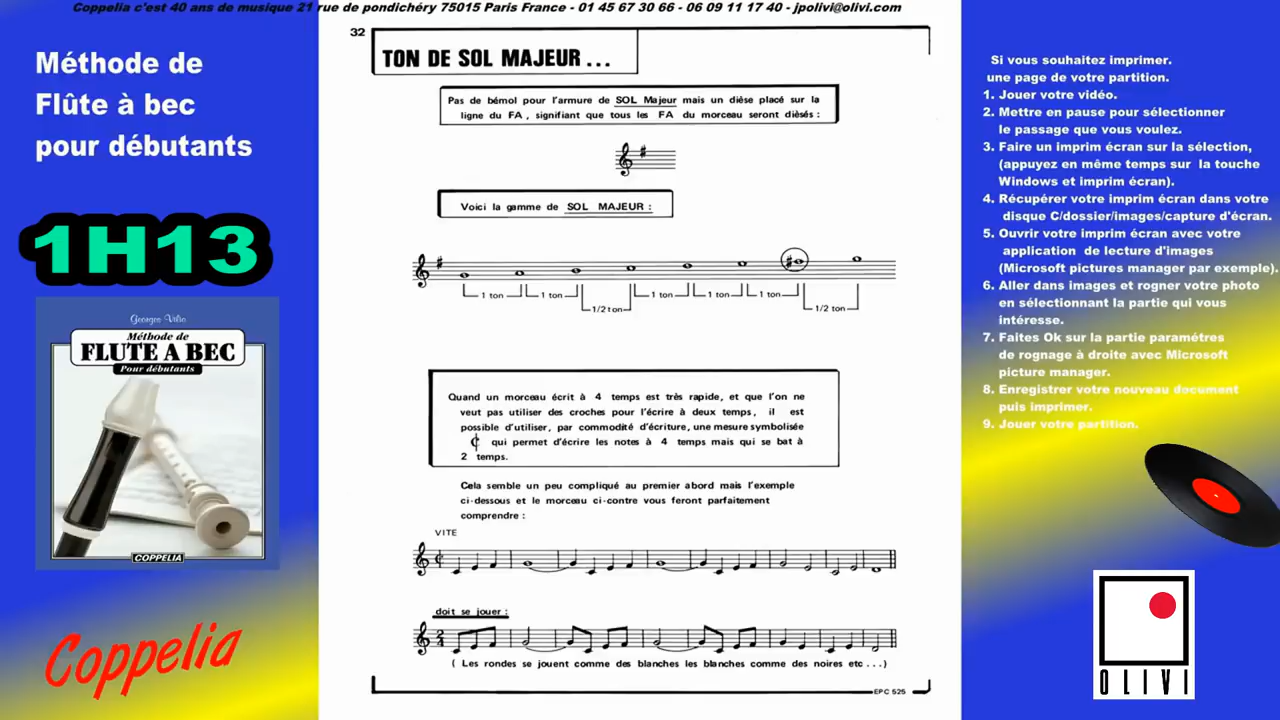 Coppelia c'est 40 ans de musique 21 rue de pondichéry 75015 Paris France - 01 45 67 30 66 - 06 09 11 17 40 - jpolivi@olivi.com
Méthode de
Flûte à bec
pour débutants
1H13
Georges Vilio
Méthode de
FLUTE A BEC
Pour débutants
COPPELIA
Coppelia
32
TON DE SOL MAJEUR ...
Pas de bémol pour l'armure de SOL Majeur mais un dièse placé sur la
ligne du FA , signifiant que tous les FA du morceau seront dièsés :
Voici la gamme de SOL MAJEUR :
1 ton 1 ton 1/2 ton 1 ton 1 ton 1 ton 1/2 ton
Quand un morceau écrit à 4 temps est très rapide, et que l'on ne
veut pas utiliser des croches pour l'écrire à deux temps, il est
possible d'utiliser, par commodité d'écriture, une mesure symbolisée
¢ qui permet d'écrire les notes à 4 temps mais qui se bat à
2 temps.
Cela semble un peu compliqué au premier abord mais l'exemple
ci-dessous et le morceau ci-contre vous feront parfaitement
comprendre :
VITE
doit se jouer :
2
4
( Les rondes se jouent comme des blanches les blanches comme des noires etc ...)
EPC 525
Si vous souhaitez imprimer.
une page de votre partition.
1. Jouer votre vidéo.
2. Mettre en pause pour sélectionner
le passage que vous voulez.
3. Faire un imprim écran sur la sélection,
(appuyez en même temps sur la touche
Windows et imprim écran).
4. Récupérer votre imprim écran dans votre
disque C/dossier/images/capture d'écran.
5. Ouvrir votre imprim écran avec votre
application de lecture d'images
(Microsoft pictures manager par exemple).
6. Aller dans images et rogner votre photo
en sélectionnant la partie qui vous
intéresse.
7. Faites Ok sur la partie paramétres
de rognage à droite avec Microsoft
picture manager.
8. Enregistrer votre nouveau document
puis imprimer.
9. Jouer votre partition.
OLIVI